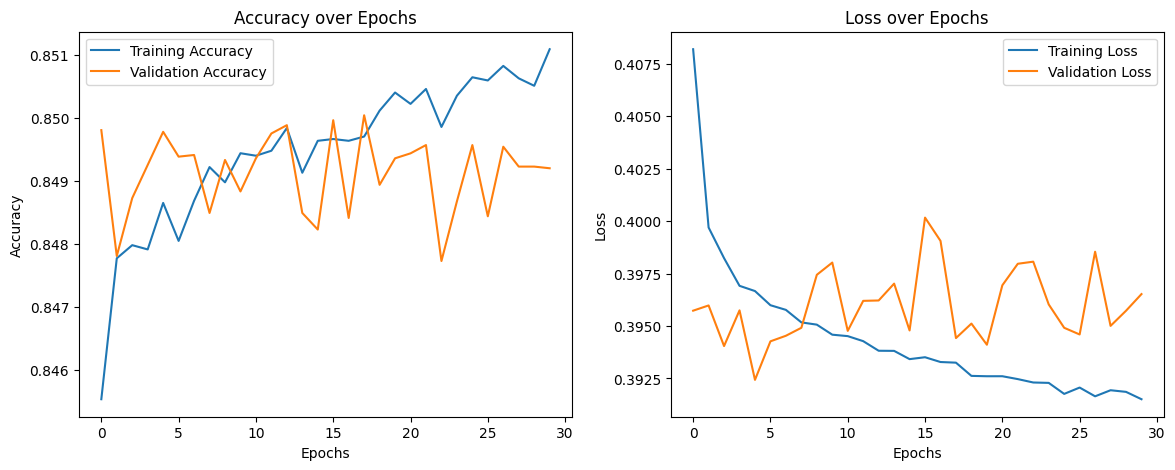 Accuracy over Epochs
Training Accuracy
Validation Accuracy
0.851
0.850
0.849
0.848
0.847
0.846
Accuracy
0 5 10 15 20 25 30
Epochs
Loss over Epochs
Training Loss
Validation Loss
0.4075
0.4050
0.4025
0.4000
0.3975
0.3950
0.3925
Loss
0 5 10 15 20 25 30
Epochs